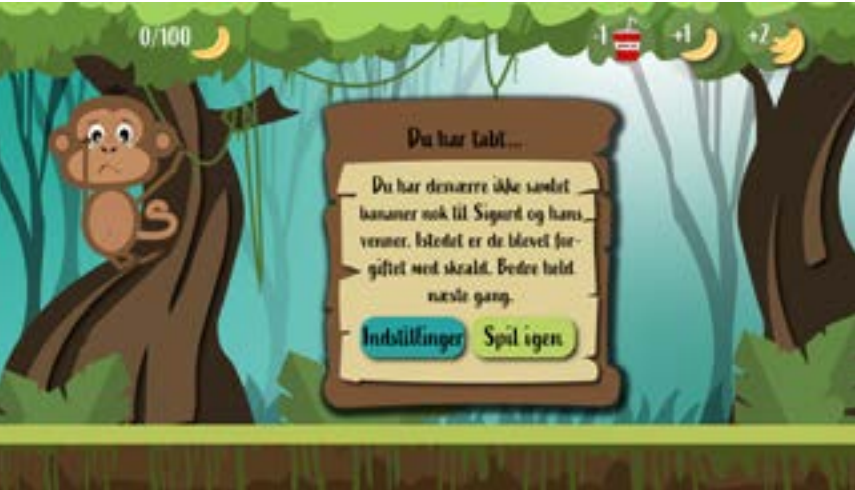 0/100
-1
+1
+2
Du har tabt...
Du har desværre ikke samlet
bananer nok til Sigurd og hans
venner. Istedet er de blevet for-
giftet med skrald. Bedre held
næste gang.
Indstillinger
Spil igen